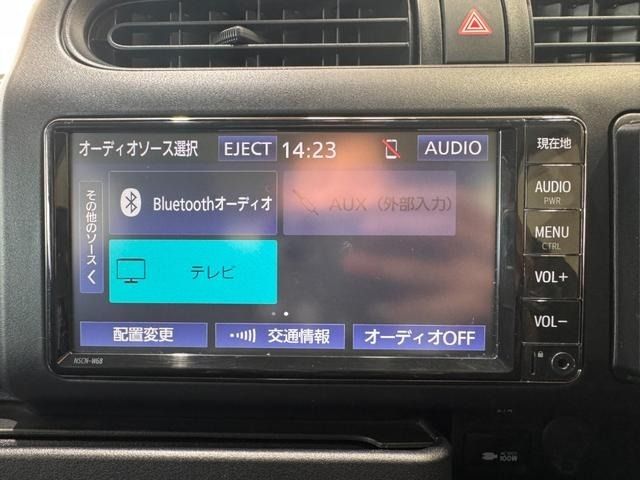 オーディオソース選択 EJECT 14:23 AUDIO
現在地
その他のソース
Bluetoothオーディオ
AUX（外部入力）
AUDIO
PWR
MENU
CTRL
テレビ
VOL+
VOL-
配置変更
交通情報
オーディオOFF
NSCN-W68
AC100V
100W